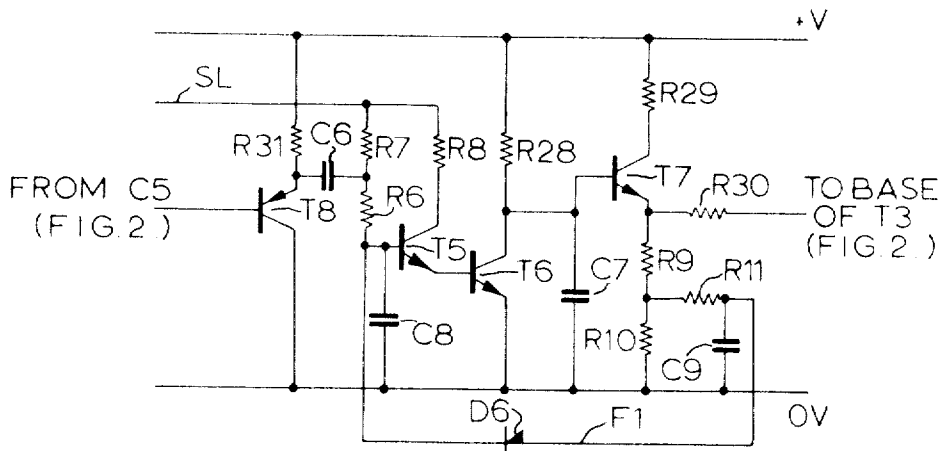 +V
SL
R29
R31
C6
R7
R8
R28
T7
R30
FROM C5
(FIG.2.)
T8
R6
TO BASE
OF T3
(FIG.2.)
T5
T6
C7
R9
R11
C8
R10
C9
D6
F1
0V